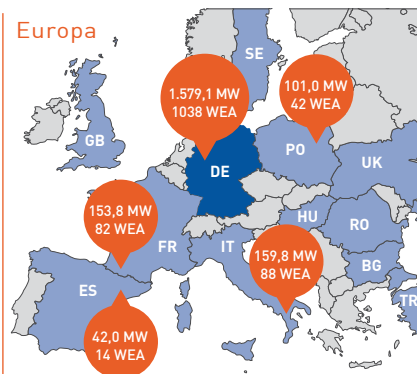 Europa
SE
1.579,1 MW
1038 WEA
101,0 MW
42 WEA
GB
DE
PO
UK
153,8 MW
82 WEA
FR
IT
HU
RO
159,8 MW
88 WEA
BG
ES
TR
42,0 MW
14 WEA